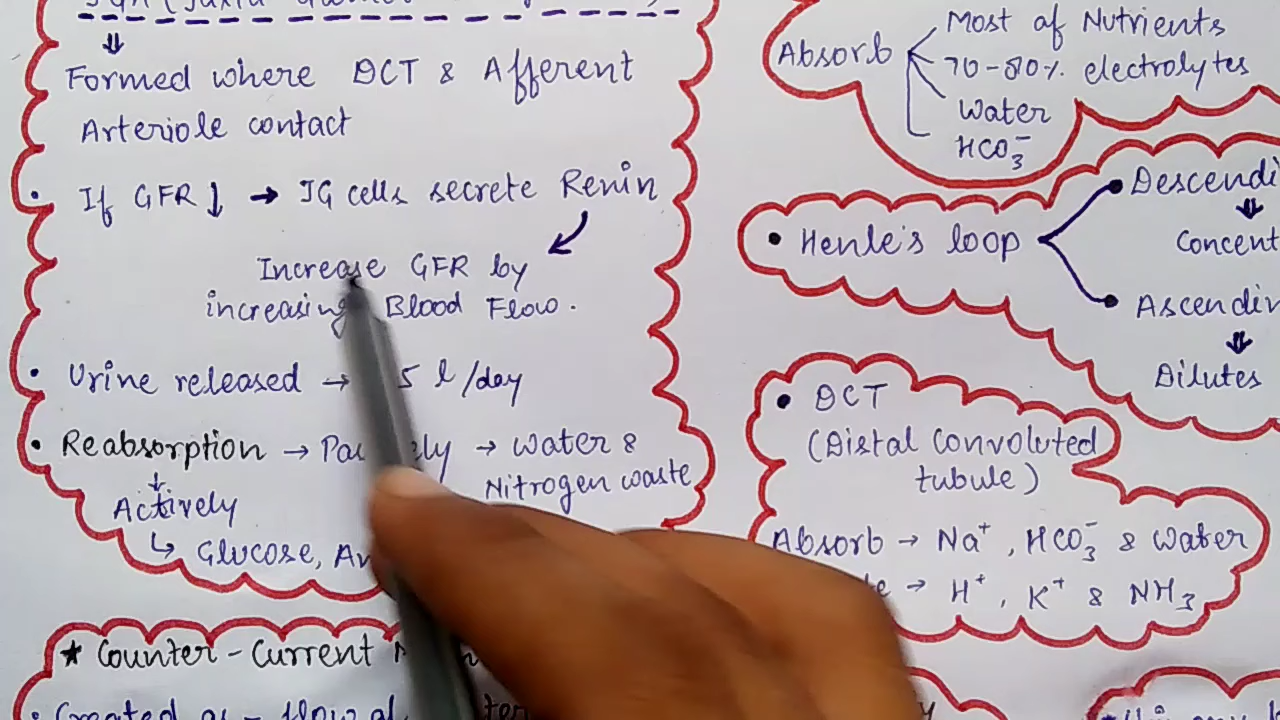 Formed where DCT & Afferent
Arteriole contact
• If GFR ↓ → JG cells secrete Renin
Increase GFR by
increasing Blood Flow.
• Urine released → 5 l/day
• Reabsorption → → Water &
Nitrogen waste
Actively
↳ Glucose,
★ Counter - Current
Absorb
Most of Nutrients
70-80% electrolytes
Water
HCO₃⁻
• Henle's loop
Descendi
Concent
Ascendin
Dilutes
• DCT
(Distal convoluted
tubule)
Absorb → Na⁺, HCO₃⁻ & Water
→ H⁺, K⁺ & NH₃